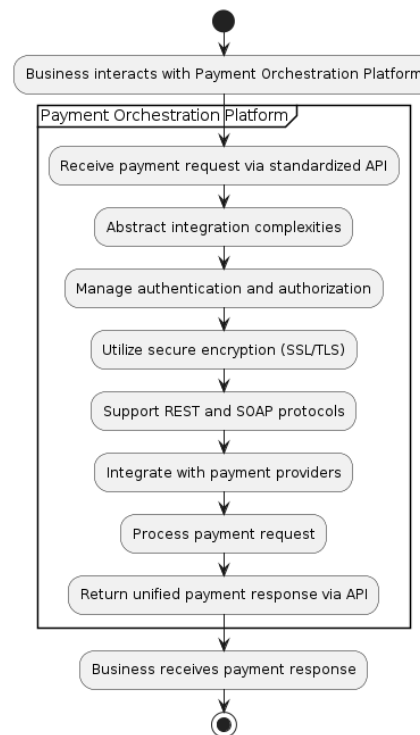 Business interacts with Payment Orchestration Platform
Payment Orchestration Platform
Receive payment request via standardized API
Abstract integration complexities
Manage authentication and authorization
Utilize secure encryption (SSL/TLS)
Support REST and SOAP protocols
Integrate with payment providers
Process payment request
Return unified payment response via API
Business receives payment response